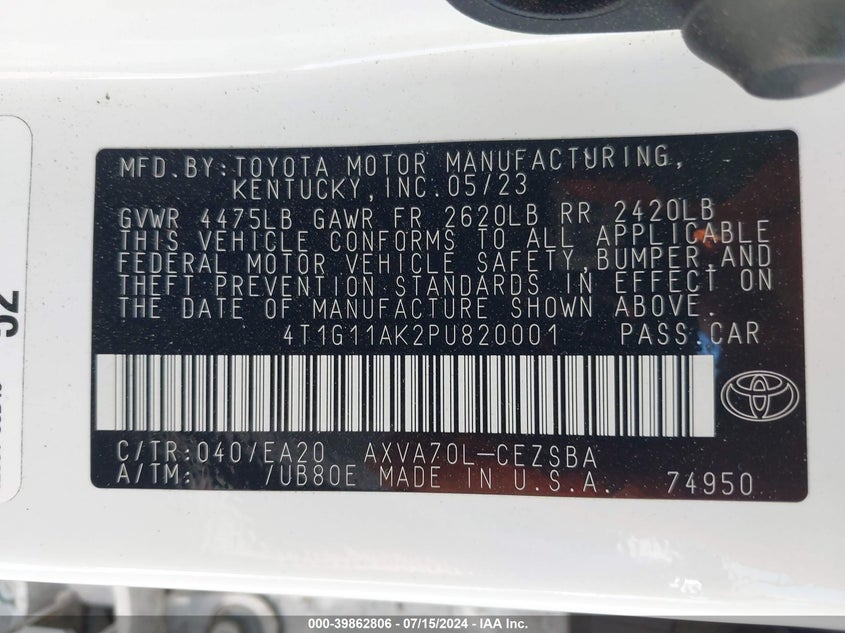 MFD.BY:TOYOTA MOTOR MANUFACTURING,
KENTUCKY,INC.05/23
GVWR 4475LB GAWR FR 2620LB RR 2420LB
THIS VEHICLE CONFORMS TO ALL APPLICABLE
FEDERAL MOTOR VEHICLE SAFETY,BUMPER,AND
THEFT PREVENTION STANDARDS IN EFFECT ON
THE DATE OF MANUFACTURE SHOWN ABOVE.
4T1G11AK2PU820001 PASS.CAR
C/TR:040/EA20 AXVA70L-CEZSBA
A/TM: /UB80E MADE IN U.S.A. 74950
52
000-39862806 - 07/15/2024 - IAA Inc.